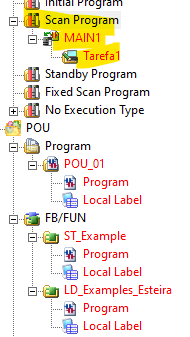 Initial Program
Scan Program
MAIN1
Tarefa1
Standby Program
Fixed Scan Program
No Execution Type
POU
Program
POU_01
Program
Local Label
FB/FUN
ST_Example
Program
Local Label
LD_Examples_Esteira
Program
Local Label